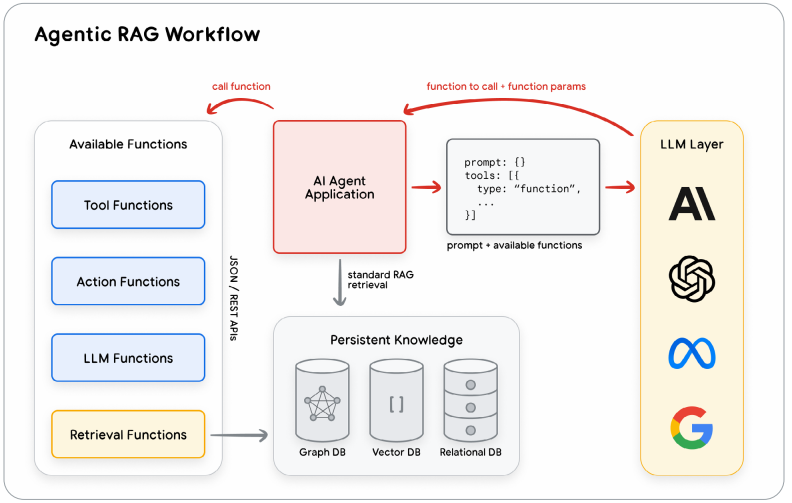 Agentic RAG Workflow
call function
function to call + function params
Available Functions
Tool Functions
Action Functions
LLM Functions
Retrieval Functions
JSON / REST APIs
AI Agent
Application
prompt: {}
tools: [{
type: “function”,
...
}]
prompt + available functions
standard RAG
retrieval
Persistent Knowledge
[ ]
Graph DB
Vector DB
Relational DB
LLM Layer